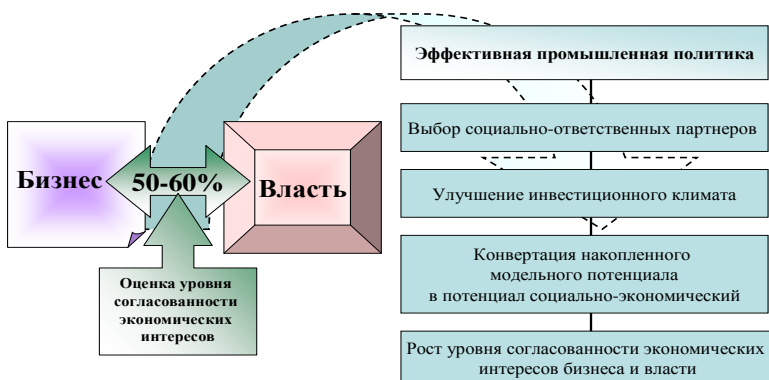 Бизнес
50-60%
Власть
Оценка уровня
согласованности
экономических
интересов
Эффективная промышленная политика
Выбор социально-ответственных партнеров
Улучшение инвестиционного климата
Конвертация накопленного
модельного потенциала
в потенциал социально-экономический
Рост уровня согласованности экономических
интересов бизнеса и власти